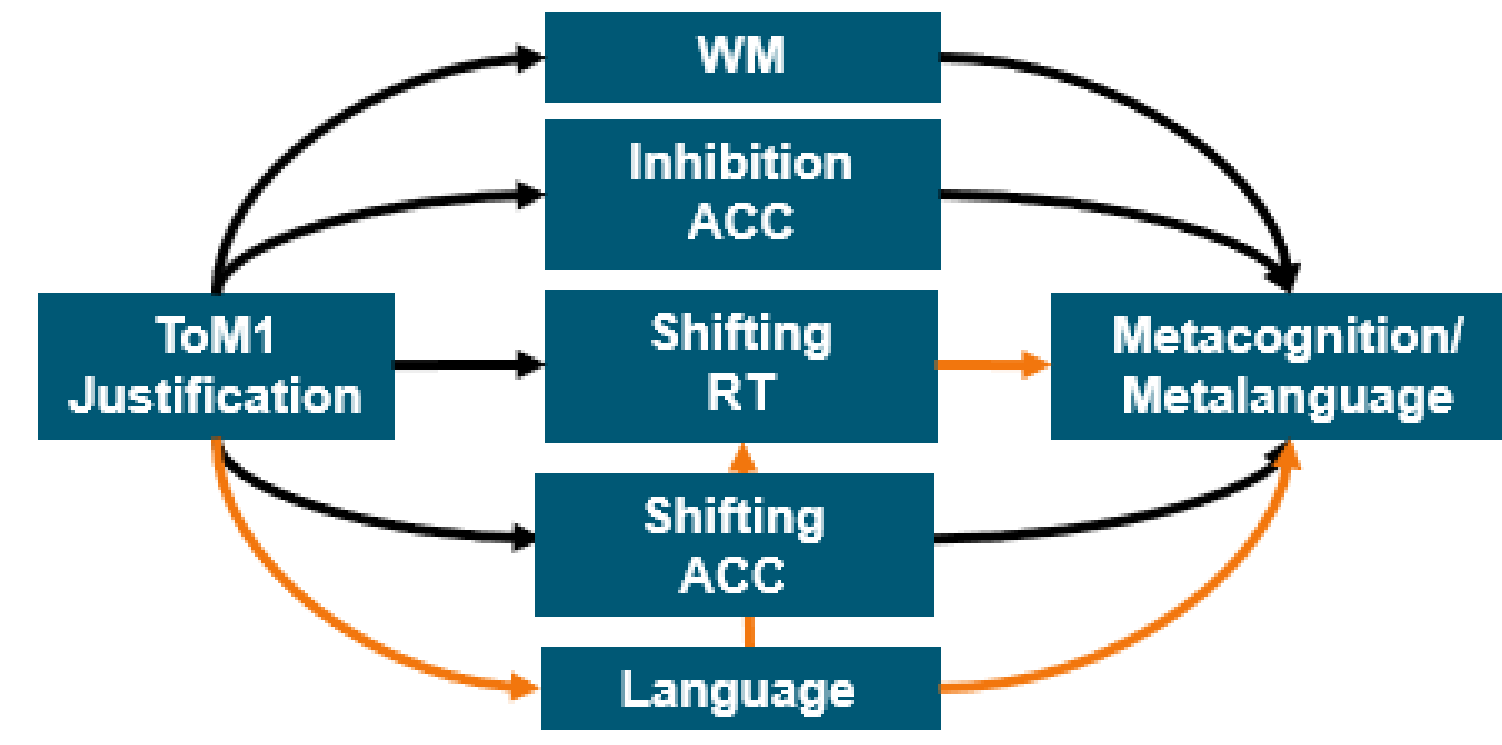 WM
Inhibition
ACC
ToM1
Justification
Shifting
RT
Metacognition/
Metalanguage
Shifting
ACC
Language